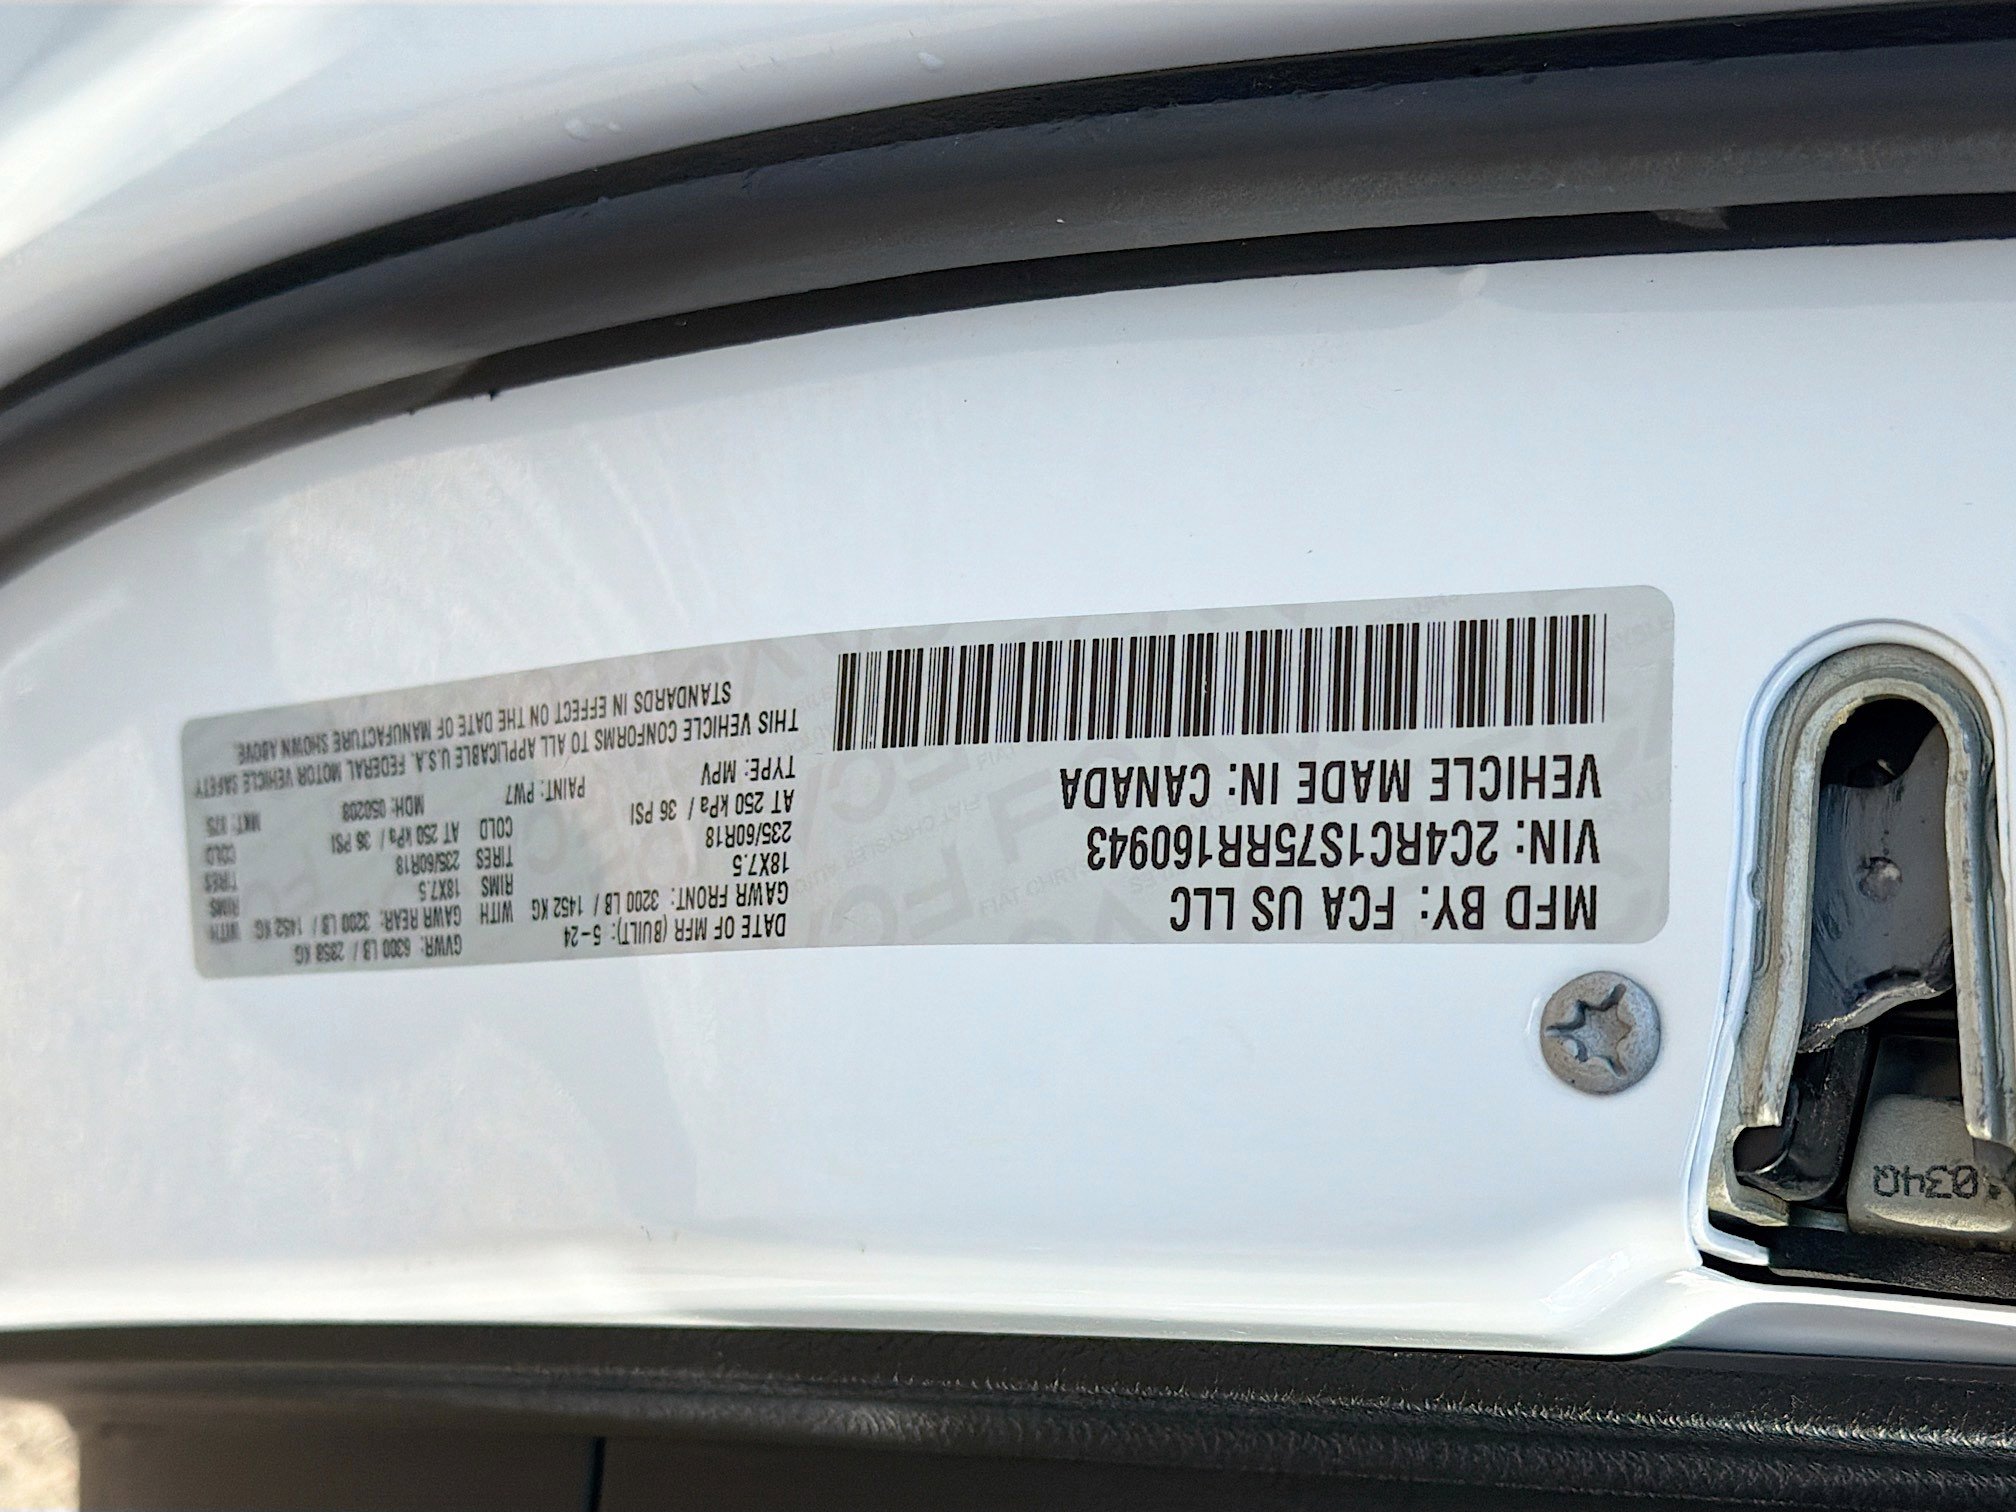 MFD BY: FCA US LLC
VIN: 2C4RC1S75RR160943
VEHICLE MADE IN: CANADA
DATE OF MFR (BUILT): 5-24 GVWR: 6300 LB / 2858 KG
GAWR FRONT: 3200 LB / 1452 KG WITH GAWR REAR: 3200 LB / 1452 KG WITH
18X7.5 RIMS 18X7.5 RIMS
235/60R18 TIRES 235/60R18 TIRES
AT 250 kPa / 36 PSI COLD AT 250 kPa / 36 PSI COLD
TYPE: MPV PAINT: PW7 MDH: 050208 MKT:
THIS VEHICLE CONFORMS TO ALL APPLICABLE U.S.A. FEDERAL MOTOR VEHICLE SAFETY
STANDARDS IN EFFECT ON THE DATE OF MANUFACTURE SHOWN ABOVE.